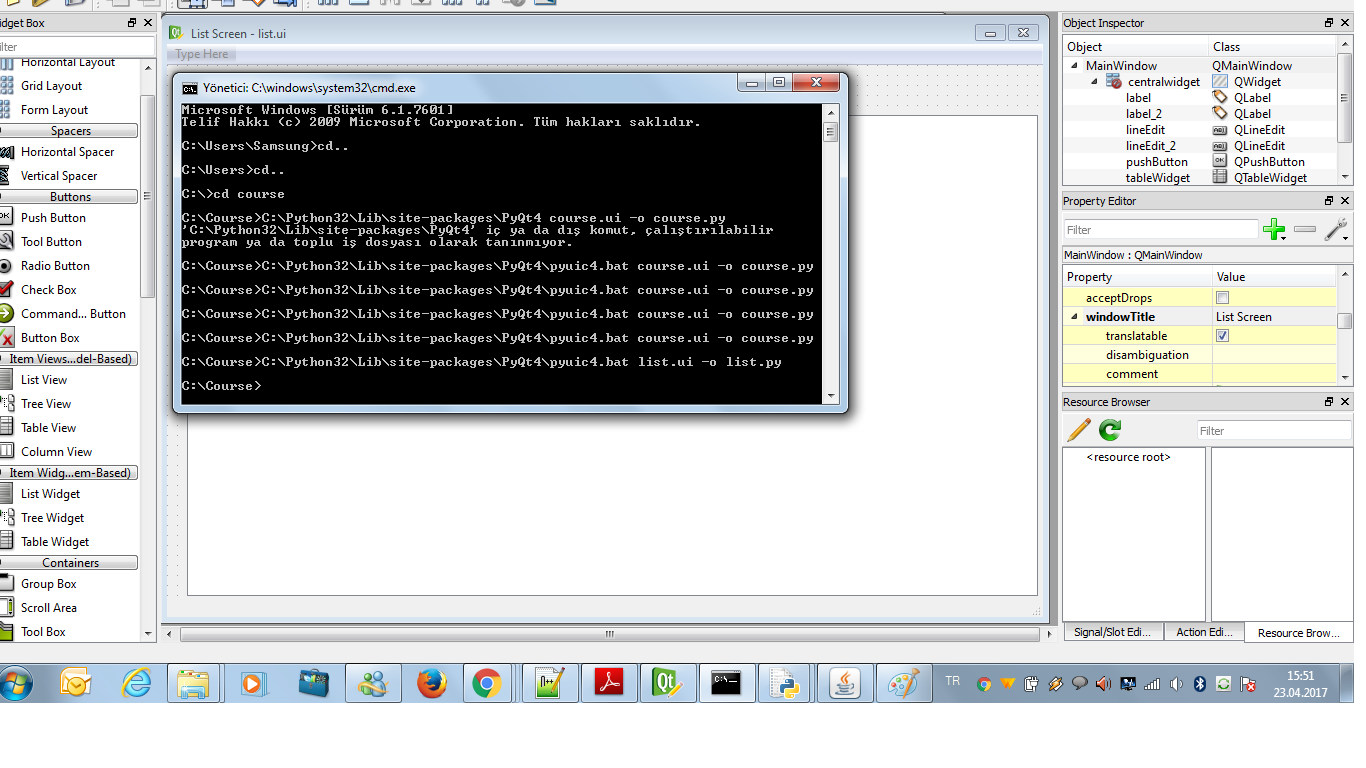 idget Box
ilter
Horizontal Layout
Grid Layout
Form Layout
Spacers
Horizontal Spacer
Vertical Spacer
Buttons
Push Button
Tool Button
Radio Button
Check Box
Command... Button
Button Box
Item Views...del-Based)
List View
Tree View
Table View
Column View
Item Widg...em-Based)
List Widget
Tree Widget
Table Widget
Containers
Group Box
Scroll Area
Tool Box
List Screen - list.ui
Type Here
Yönetici: C:\windows\system32\cmd.exe
Microsoft Windows [Sürüm 6.1.7601]
Telif Hakkı (c) 2009 Microsoft Corporation. Tüm hakları saklıdır.
C:\Users\Samsung>cd..
C:\Users>cd..
C:\>cd course
C:\Course>C:\Python32\Lib\site-packages\PyQt4 course.ui -o course.py
'C:\Python32\Lib\site-packages\PyQt4' iç ya da dış komut, çalıştırılabilir
program ya da toplu iş dosyası olarak tanınmıyor.
C:\Course>C:\Python32\Lib\site-packages\PyQt4\pyuic4.bat course.ui -o course.py
C:\Course>C:\Python32\Lib\site-packages\PyQt4\pyuic4.bat course.ui -o course.py
C:\Course>C:\Python32\Lib\site-packages\PyQt4\pyuic4.bat course.ui -o course.py
C:\Course>C:\Python32\Lib\site-packages\PyQt4\pyuic4.bat course.ui -o course.py
C:\Course>C:\Python32\Lib\site-packages\PyQt4\pyuic4.bat list.ui -o list.py
C:\Course>
Object Inspector
Object Class
MainWindow QMainWindow
centralwidget QWidget
label QLabel
label_2 QLabel
lineEdit QLineEdit
lineEdit_2 QLineEdit
pushButton QPushButton
tableWidget QTableWidget
Property Editor
Filter
MainWindow : QMainWindow
Property Value
acceptDrops
windowTitle List Screen
translatable
disambiguation
comment
Resource Browser
Filter
<resource root>
Signal/Slot Edi... Action Edi... Resource Brow...
TR
15:51
23.04.2017